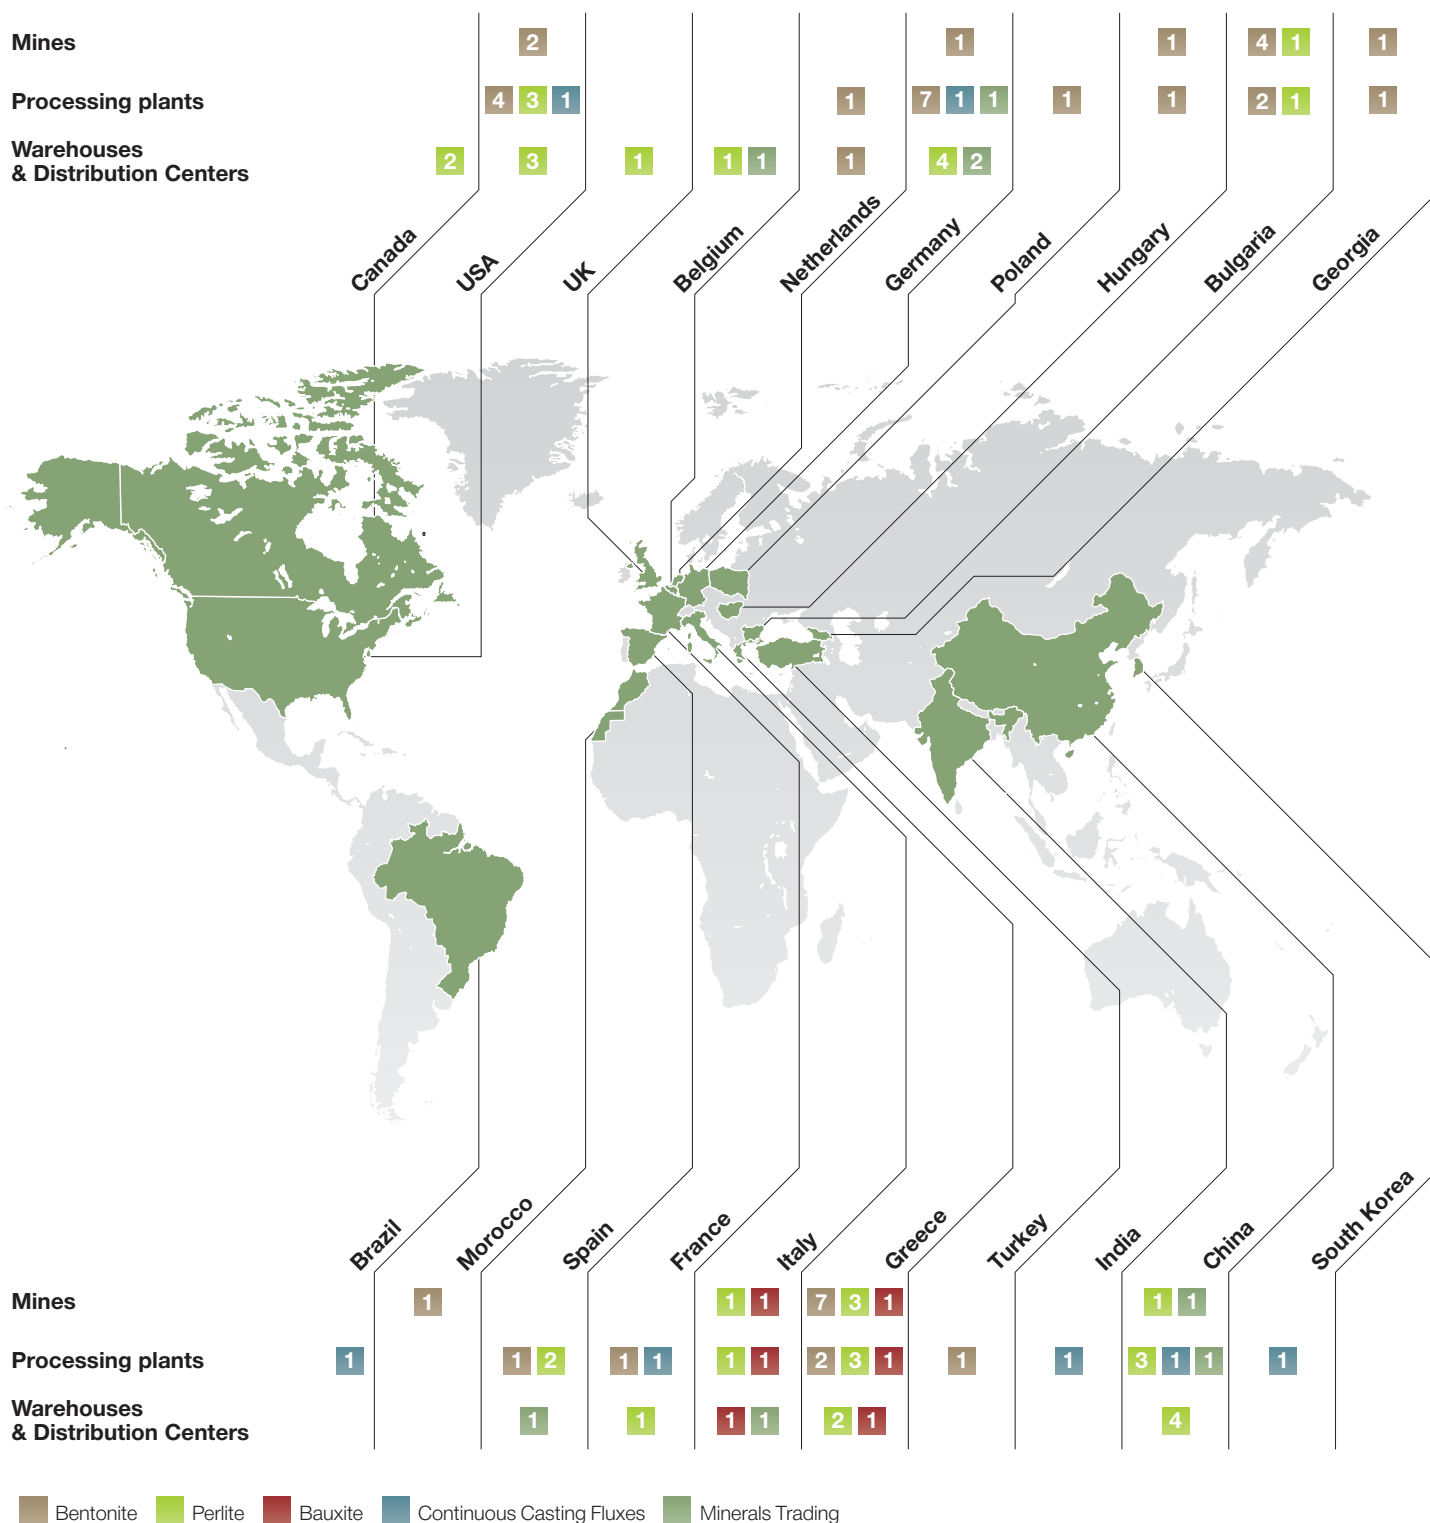 Mines 2 1 1 4 1 1
Processing plants 4 3 1 1 7 1 1 1 1 2 1 1
Warehouses
& Distribution Centers 2 3 1 1 1 1 4 2
Canada
USA
UK
Belgium
Netherlands
Germany
Poland
Hungary
Bulgaria
Georgia
Brazil
Morocco
Spain
France
Italy
Greece
Turkey
India
China
South Korea
Mines 1 1 1 7 3 1 1 1
Processing plants 1 1 2 1 1 1 1 2 3 1 1 1 3 1 1 1
Warehouses
& Distribution Centers 1 1 1 1 2 1 4
Bentonite Perlite Bauxite Continuous Casting Fluxes Minerals Trading